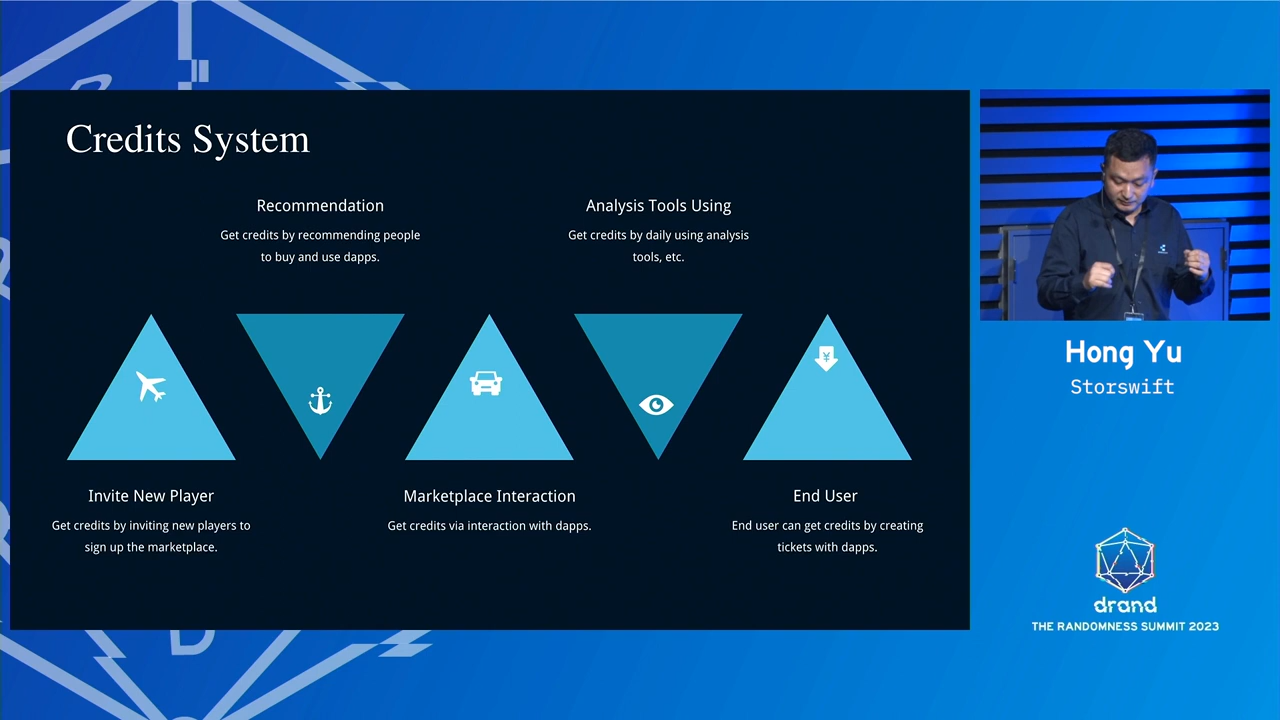 Credits System
Recommendation
Get credits by recommending people
to buy and use dapps.
Analysis Tools Using
Get credits by daily using analysis
tools, etc.
¥
Invite New Player
Get credits by inviting new players to
sign up the marketplace.
Marketplace Interaction
Get credits via interaction with dapps.
End User
End user can get credits by creating
tickets with dapps.
Hong Yu
Storswift
drand
THE RANDOMNESS SUMMIT 2023